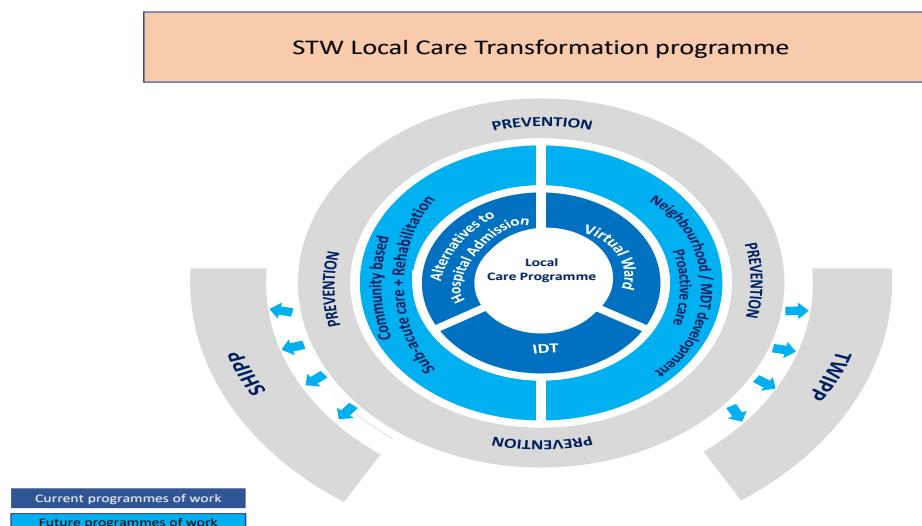 STW Local Care Transformation programme
PREVENTION
PREVENTION
Community based
Sub-acute care + Rehabilitation
Alternatives to
Hospital Admission
Local
Care Programme
Virtual Ward
Neighbourhood / MDT development
Proactive care
PREVENTION
IDT
SHIPP
TWIPP
PREVENTION
Current programmes of work
Future programmes of work